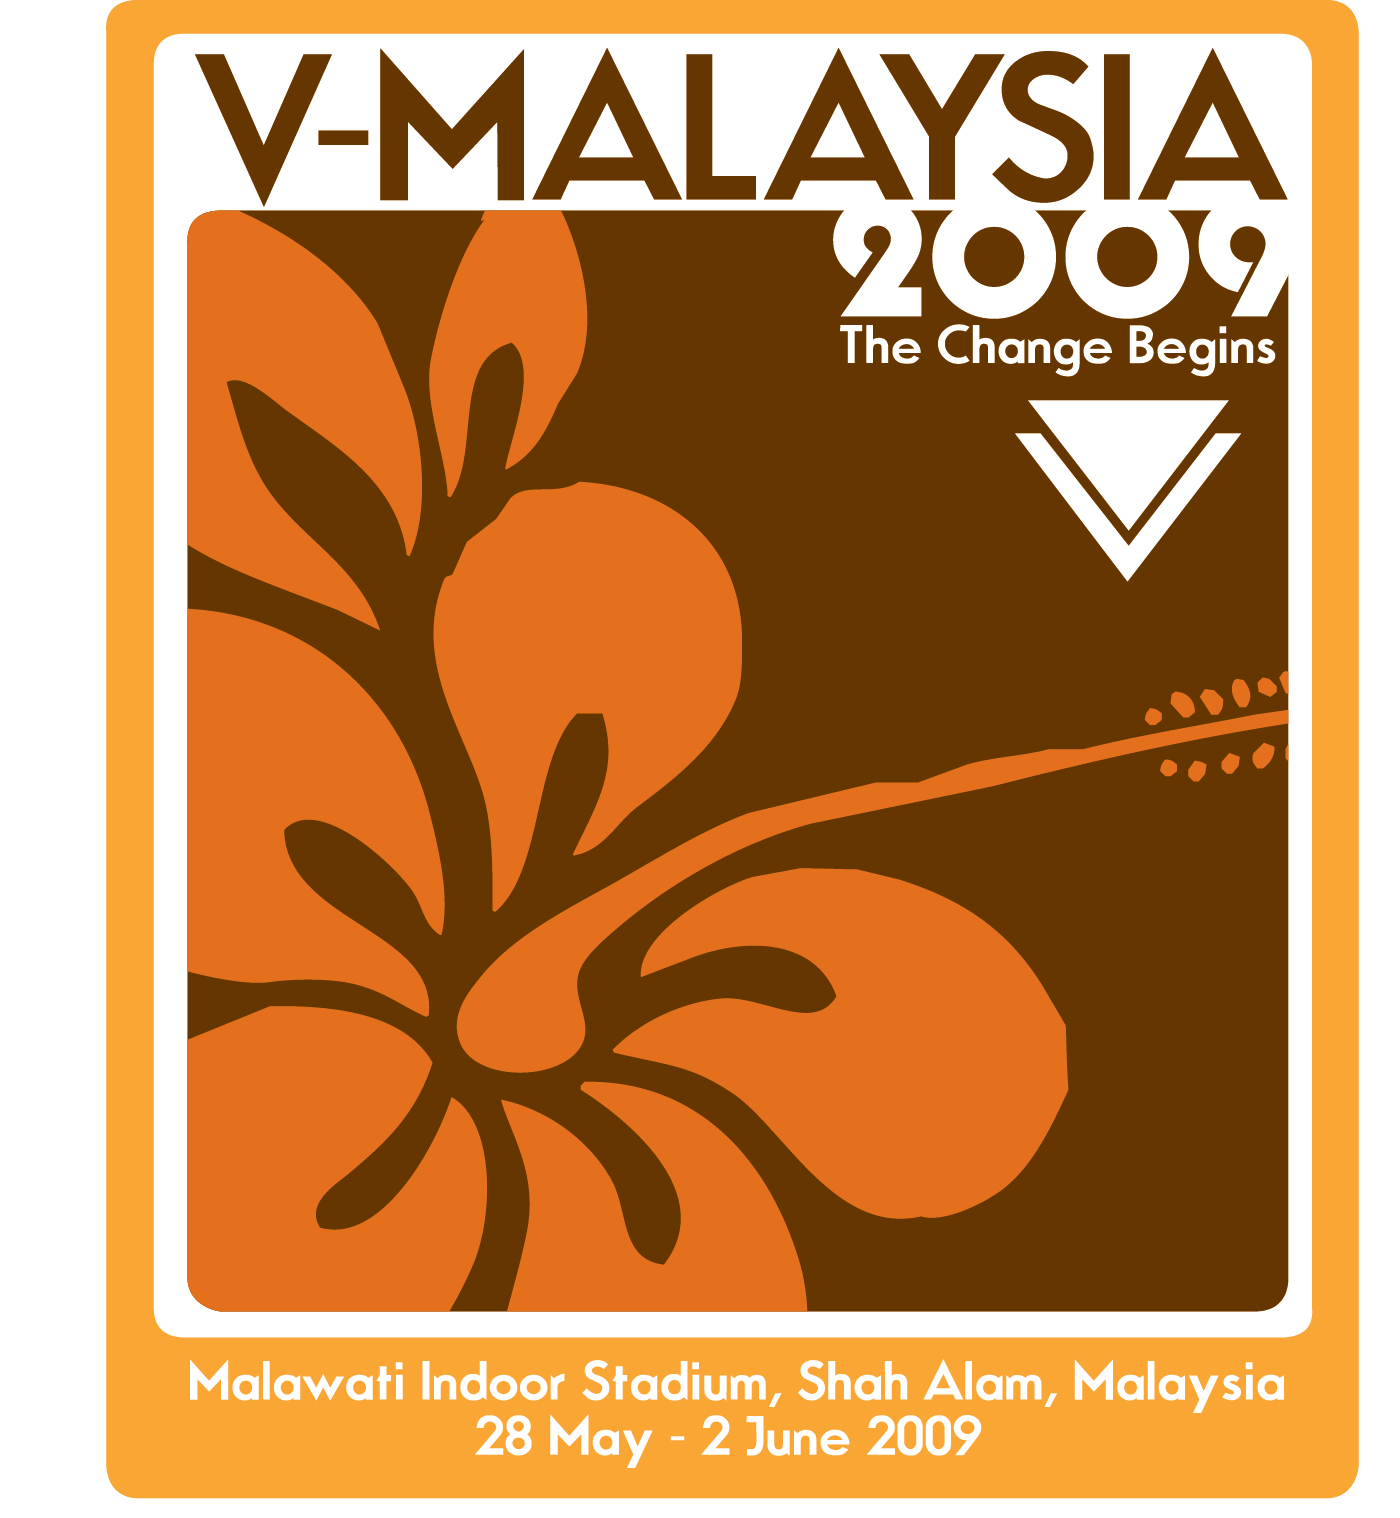 V-MALAYSIA
2009
The Change Begins
Malawati Indoor Stadium, Shah Alam, Malaysia
28 May - 2 June 2009